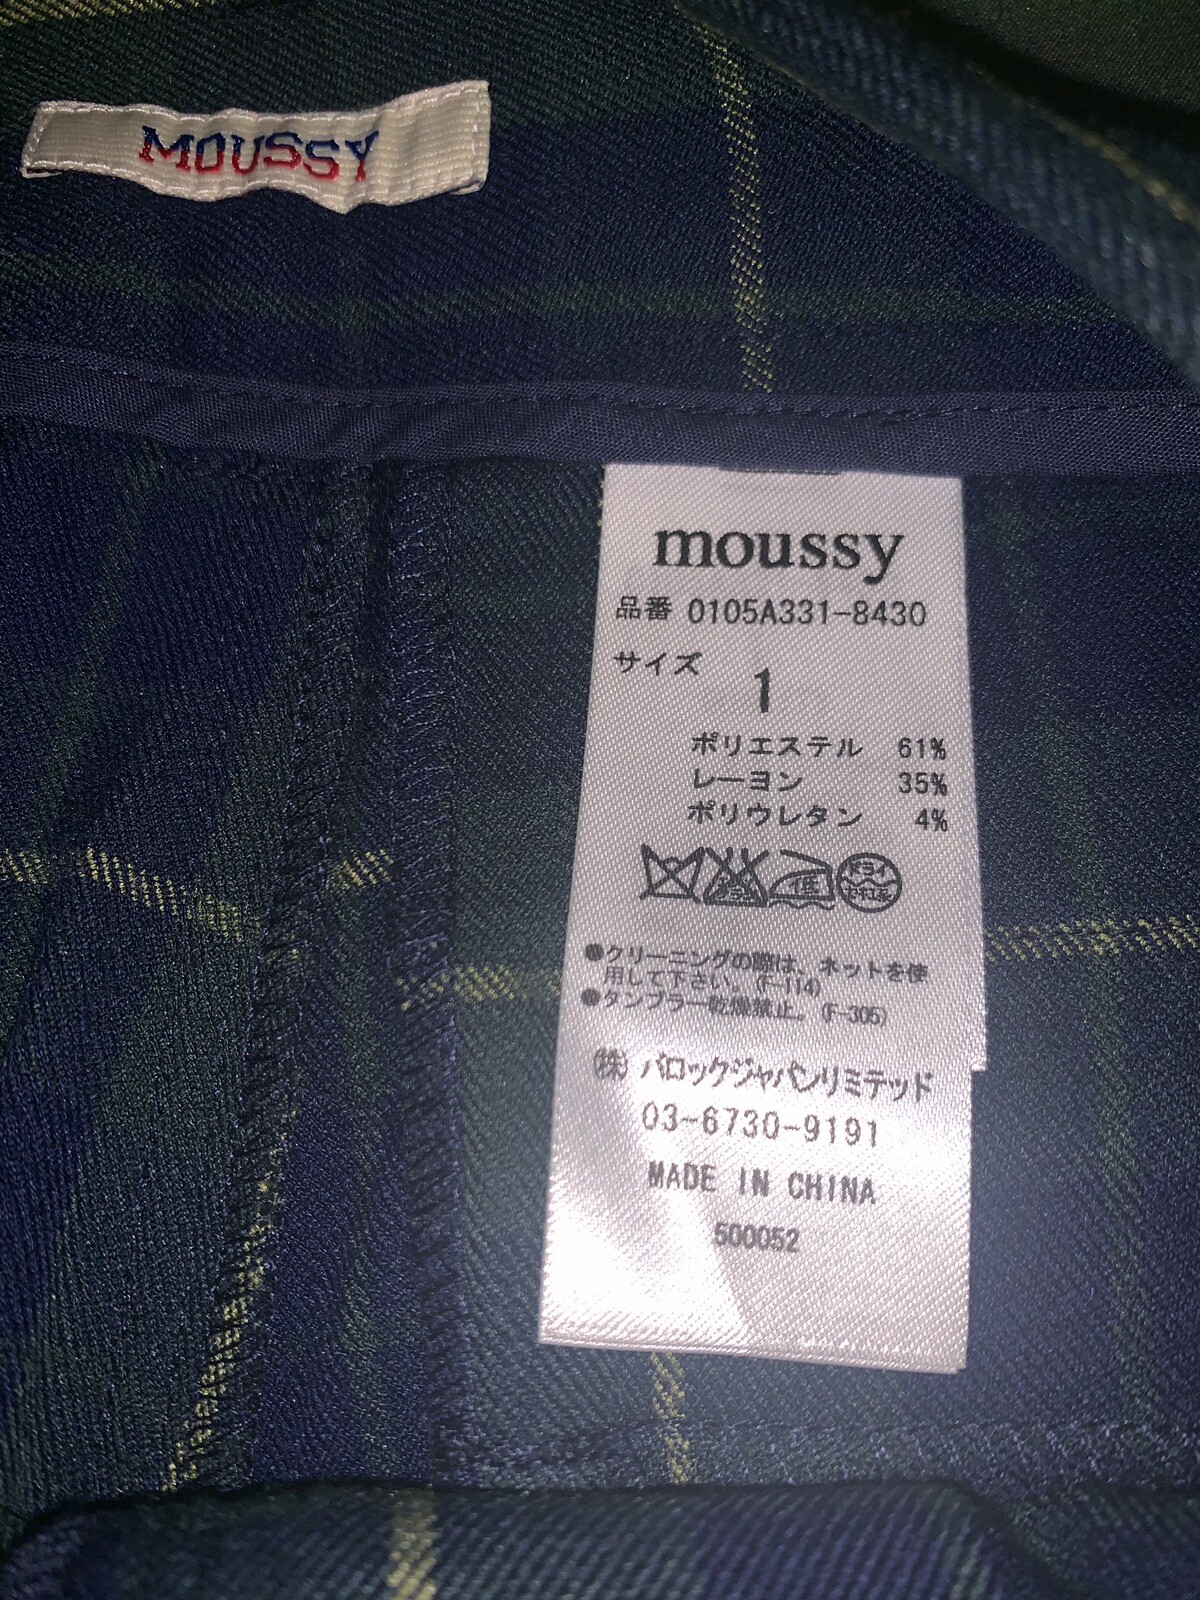 MOUSSY
moussy
品番 0105A331-8430
サイズ 1
ポリエステル 61%
レーヨン 35%
ポリウレタン 4%
低 ドライ
●クリーニングの際は、ネットを使
用して下さい。(F-114)
●タンブラー乾燥禁止。(F-305)
(株) バロックジャパンリミテッド
03-6730-9191
MADE IN CHINA
500052